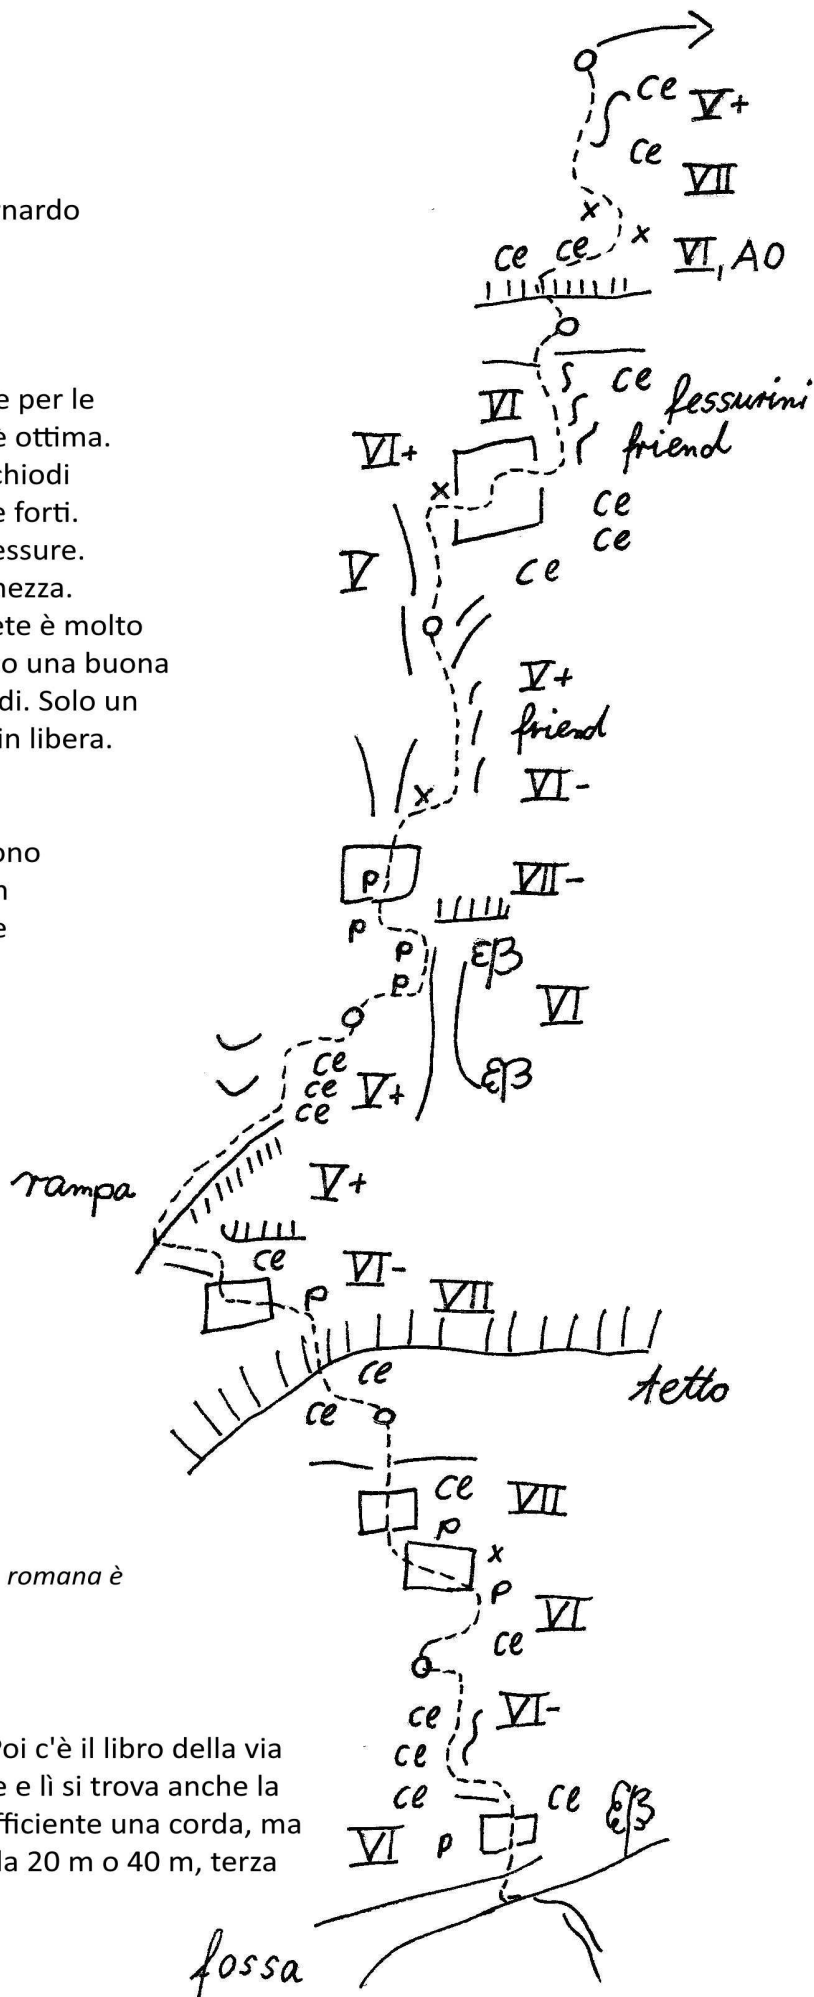 ce V+
ce VII
rnardo
x
x
ce ce VI, A0
e per le
ce
VI
fessurini
è ottima.
VI+
friend
chiodi
x
e forti.
ce
essure.
ce
V
ce
nezza.
ete è molto
o una buona
V+
di. Solo un
friend
in libera.
VI-
x
ono
VII-
p
n
p
e
p
p
VI
ce
ce V+
ce
rampa
V+
ce
VI-
p
VII
ce
tetto
ce
ce VII
p
x
romana è
p
VI
ce
ce VI-
Poi c'è il libro della via
ce
e e lì si trova anche la
ce
ce
fficiente una corda, ma
VI p
da 20 m o 40 m, terza
fossa